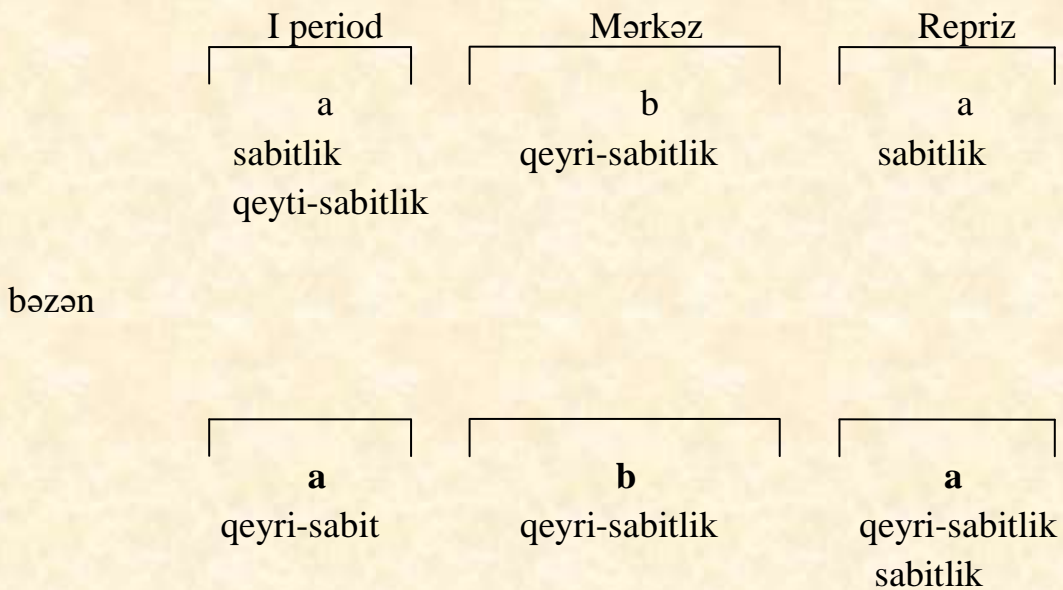 I period Mərkəz Repriz
a b a
sabitlik qeyri-sabitlik sabitlik
qeyti-sabitlik
bəzən
a b a
qeyri-sabit qeyri-sabitlik qeyri-sabitlik
sabitlik